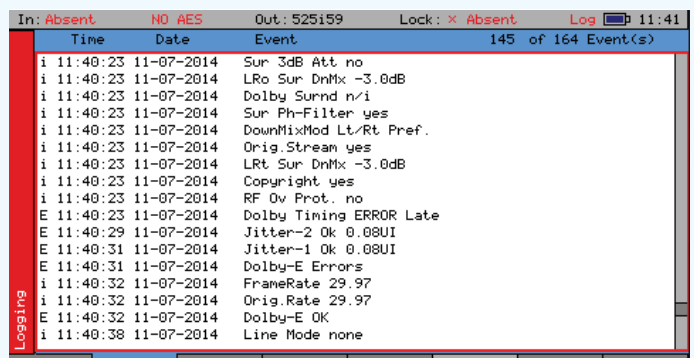 In: Absent NO AES Out: 525i59 Lock: × Absent Log 11:41
Time Date Event 145 of 164 Event(s)
i 11:40:23 11-07-2014 Sur 3dB Att no
i 11:40:23 11-07-2014 LRo Sur DnMx -3.0dB
i 11:40:23 11-07-2014 Dolby Surnd n/i
i 11:40:23 11-07-2014 Sur Ph-Filter yes
i 11:40:23 11-07-2014 DownMixMod Lt/Rt Pref.
i 11:40:23 11-07-2014 Orig.Stream yes
i 11:40:23 11-07-2014 LRt Sur DnMx -3.0dB
i 11:40:23 11-07-2014 Copyright yes
i 11:40:23 11-07-2014 RF Ov Prot. no
E 11:40:23 11-07-2014 Dolby Timing ERROR Late
E 11:40:29 11-07-2014 Jitter-2 Ok 0.08UI
E 11:40:31 11-07-2014 Jitter-1 Ok 0.08UI
E 11:40:31 11-07-2014 Dolby-E Errors
i 11:40:32 11-07-2014 FrameRate 29.97
i 11:40:32 11-07-2014 Orig.Rate 29.97
E 11:40:32 11-07-2014 Dolby-E OK
i 11:40:38 11-07-2014 Line Mode none
Logging